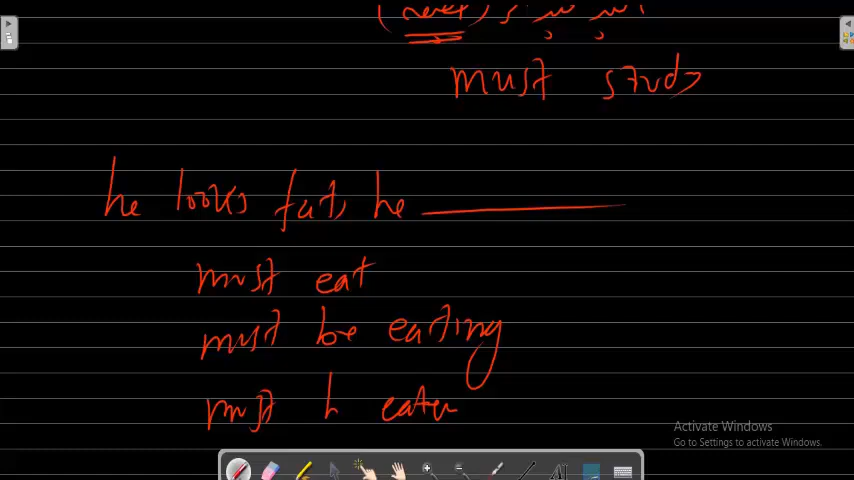 must study
he looks fat, he
must eat
must be eating
must h eaten
Activate Windows
Go to Settings to activate Windows.